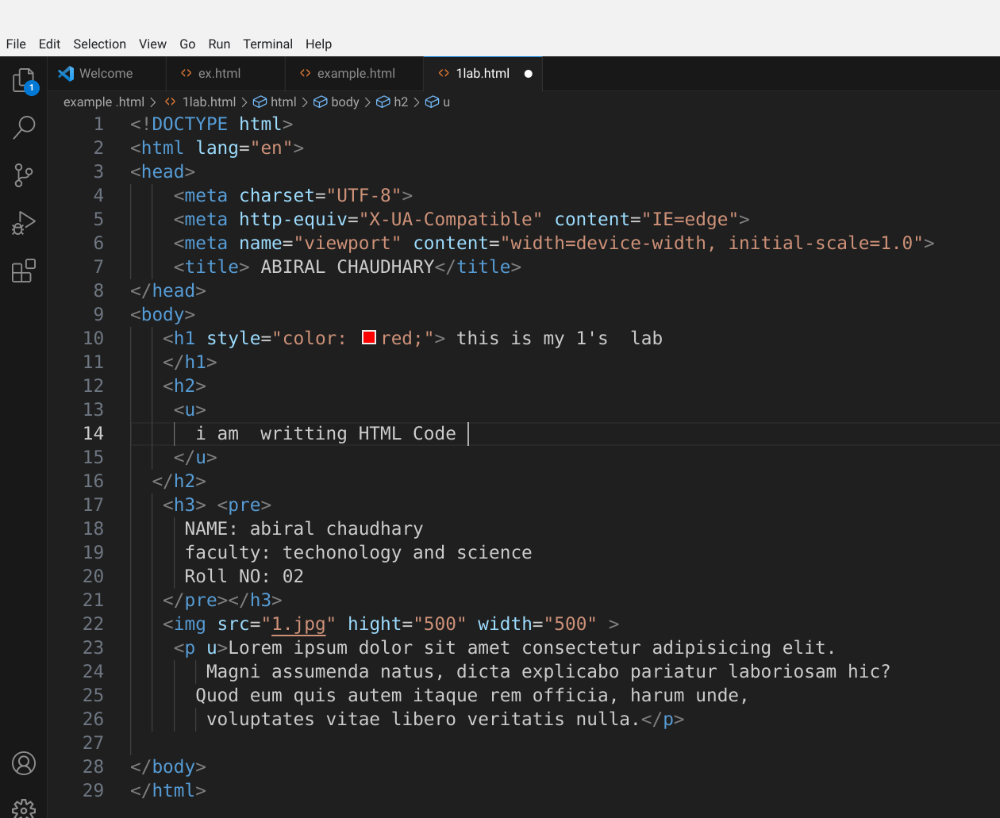 File Edit Selection View Go Run Terminal Help
1
Welcome ex.html example.html 1lab.html
example .html > 1lab.html > html > body > h2 > u
1 <!DOCTYPE html>
2 <html lang="en">
3 <head>
4 <meta charset="UTF-8">
5 <meta http-equiv="X-UA-Compatible" content="IE=edge">
6 <meta name="viewport" content="width=device-width, initial-scale=1.0">
7 <title> ABIRAL CHAUDHARY</title>
8 </head>
9 <body>
10 <h1 style="color: red;"> this is my 1's  lab
11 </h1>
12 <h2>
13 <u>
14 i am  writting HTML Code
15 </u>
16 </h2>
17 <h3> <pre>
18 NAME: abiral chaudhary
19 faculty: techonology and science
20 Roll NO: 02
21 </pre></h3>
22 <img src="1.jpg" hight="500" width="500" >
23 <p u>Lorem ipsum dolor sit amet consectetur adipisicing elit.
24 Magni assumenda natus, dicta explicabo pariatur laboriosam hic?
25 Quod eum quis autem itaque rem officia, harum unde,
26 voluptates vitae libero veritatis nulla.</p>
27
28 </body>
29 </html>